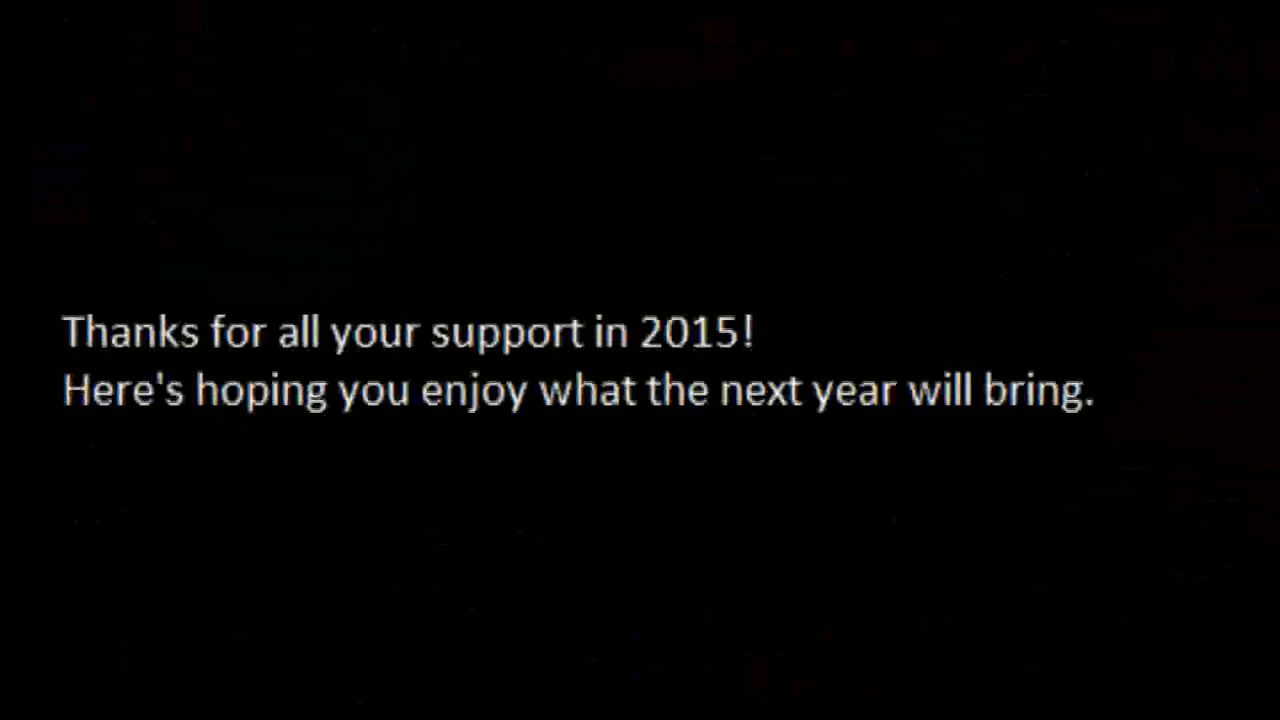 Thanks for all your support in 2015!
Here's hoping you enjoy what the next year will bring.